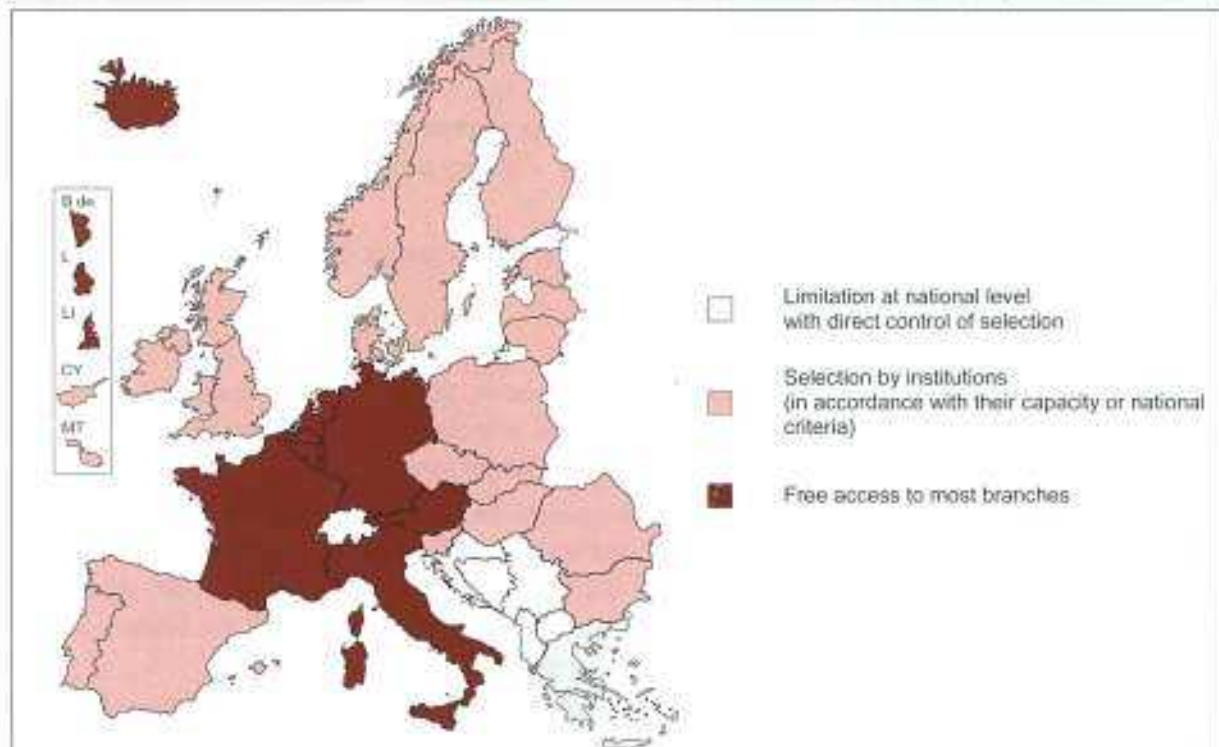 B de
L
LI
CY
MT
Limitation at national level
with direct control of selection
Selection by institutions
(in accordance with their capacity or national
criteria)
Free access to most branches